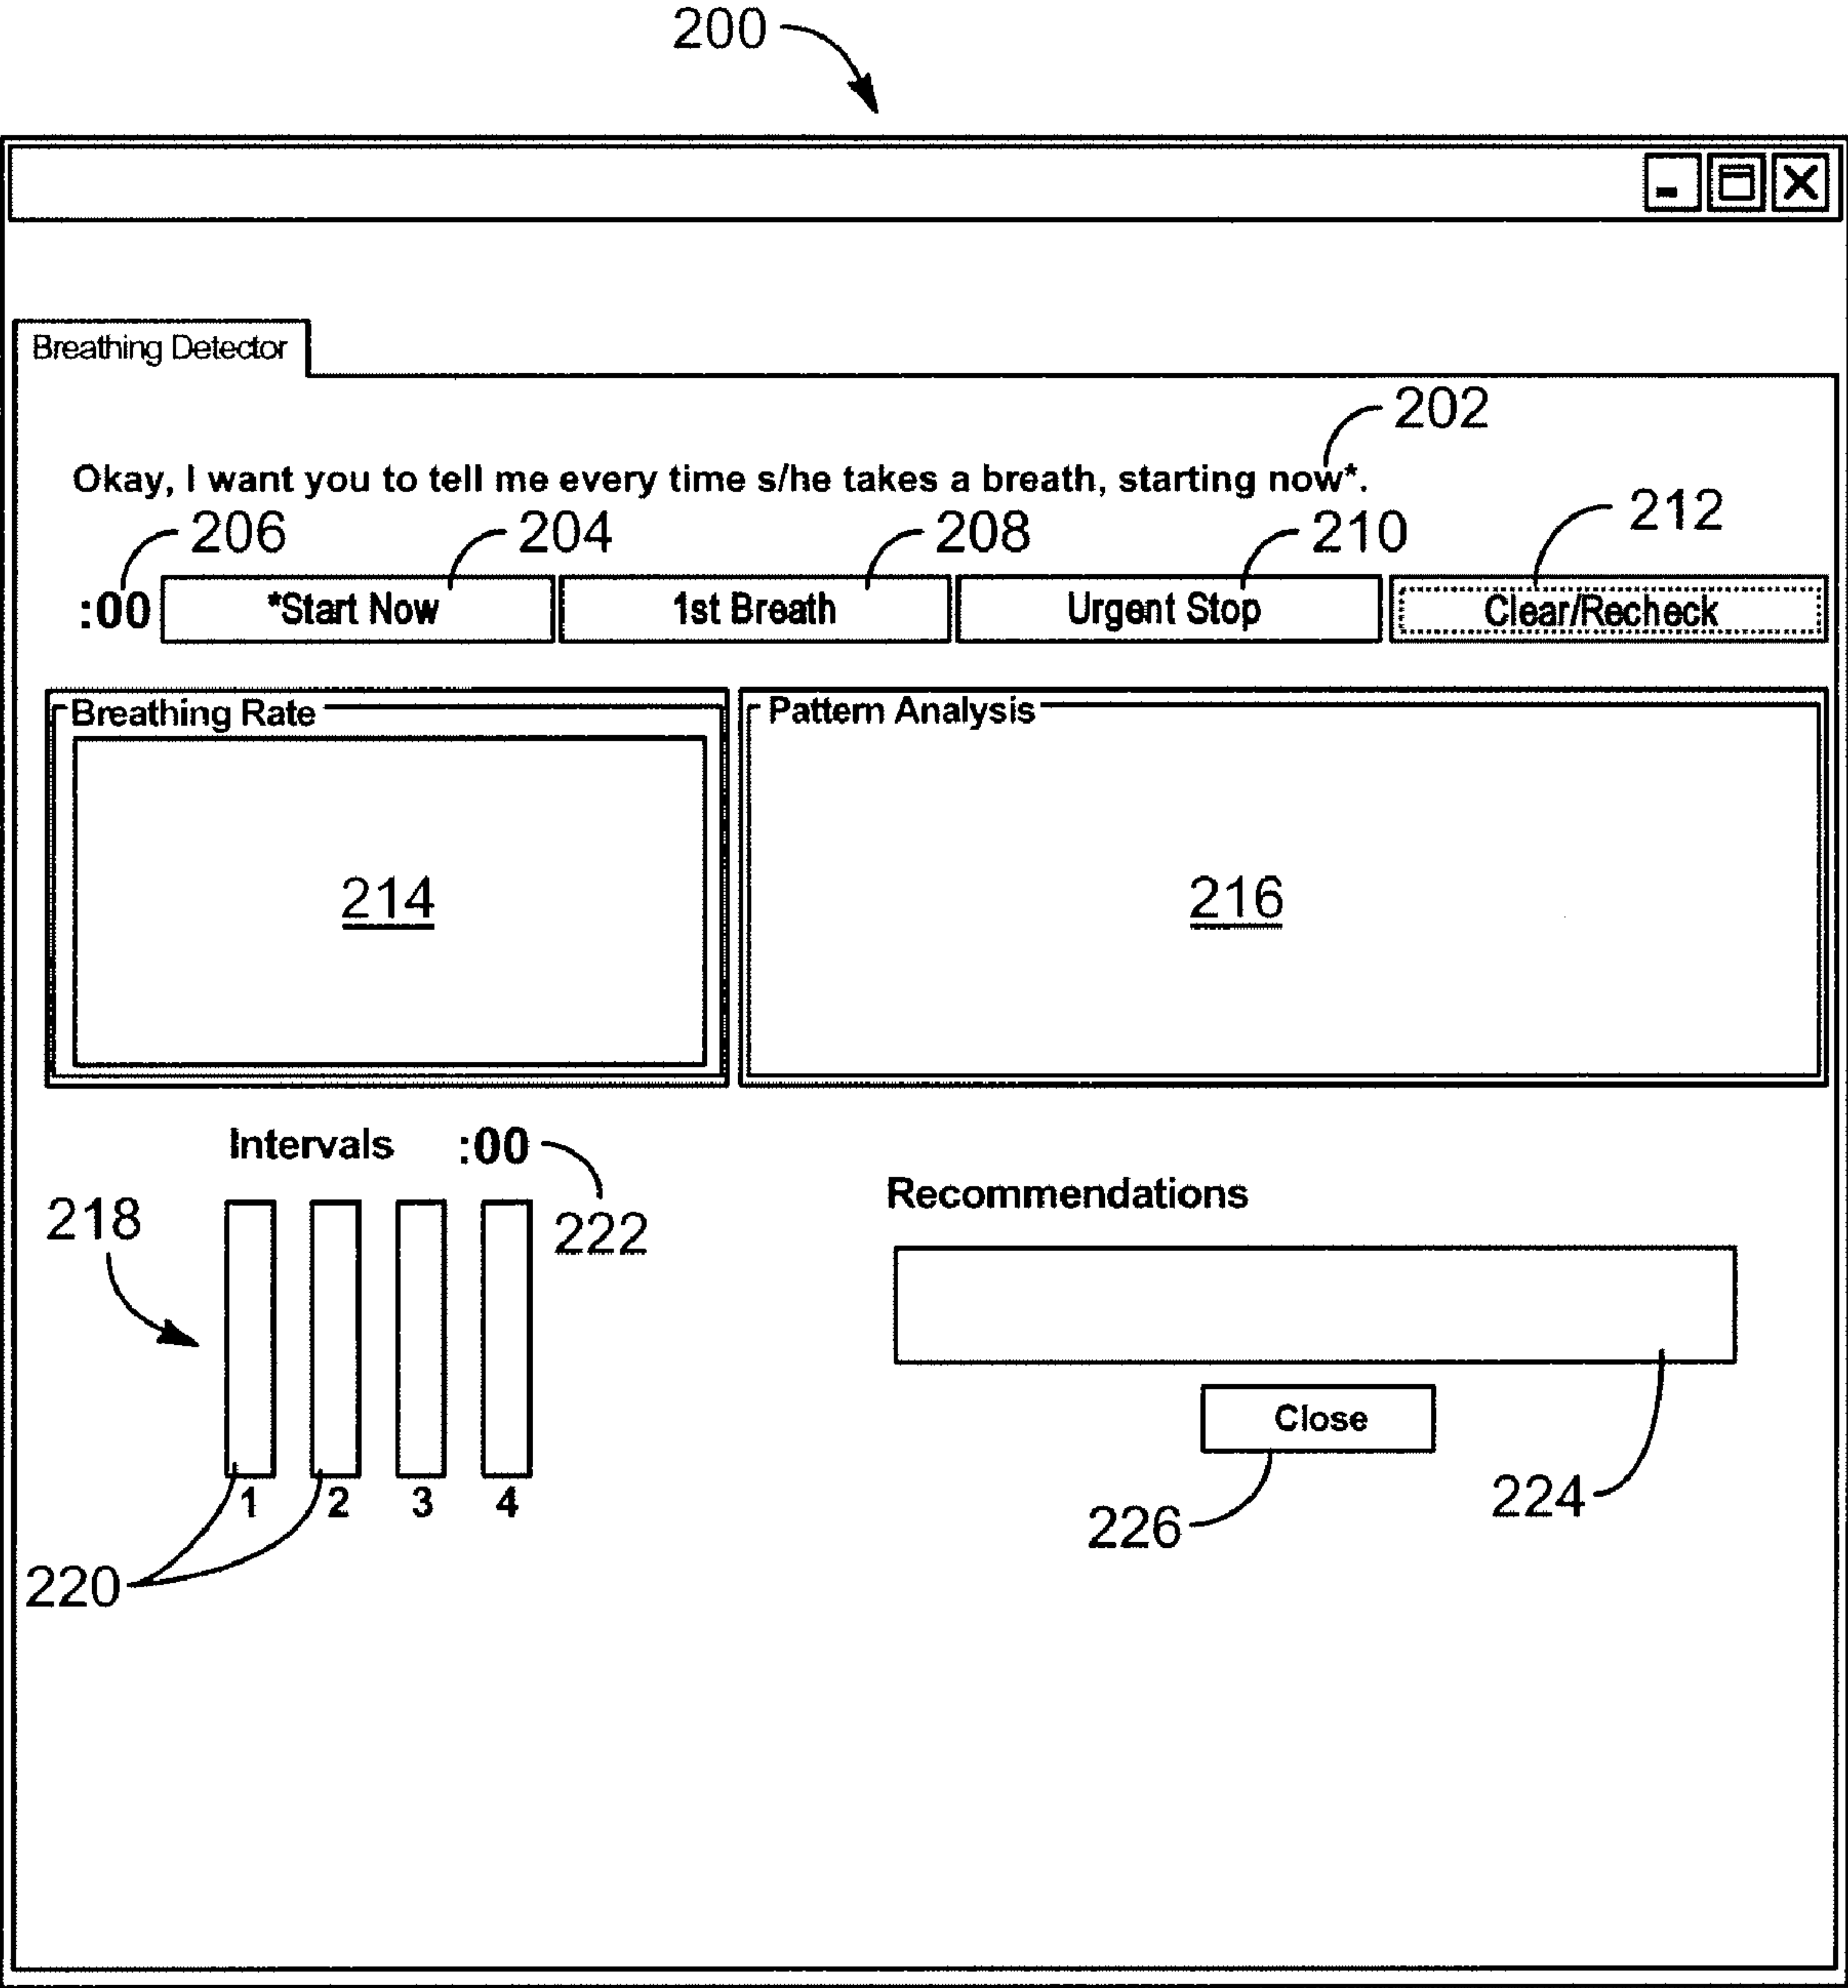 200
Breathing Detector
202
Okay, I want you to tell me every time s/he takes a breath, starting now*.
206 204 208 210 212
:00 *Start Now 1st Breath Urgent Stop Clear/Recheck
Breathing Rate Pattern Analysis
214 216
Intervals :00
Recommendations
218 222
Close
1 2 3 4
224
226
220